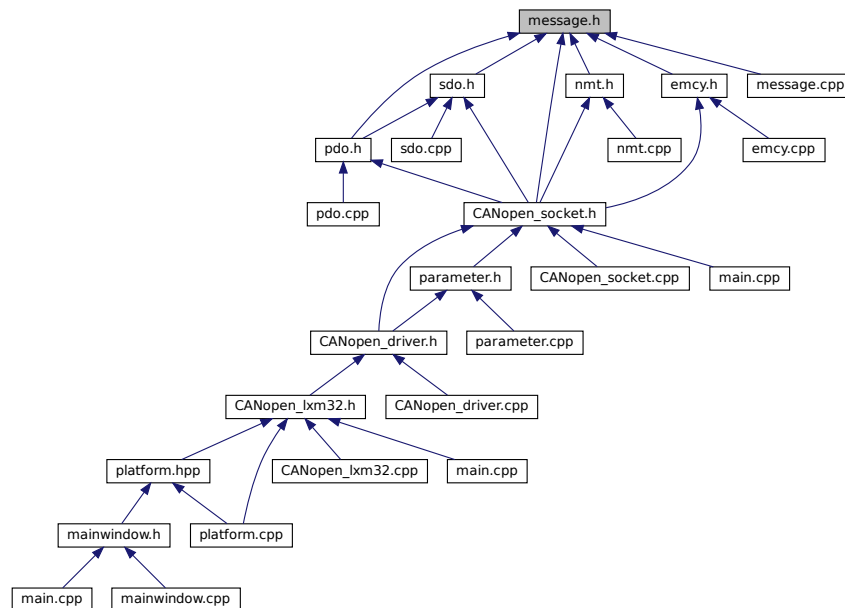 message.h
sdo.h
nmt.h
emcy.h
message.cpp
pdo.h
sdo.cpp
nmt.cpp
emcy.cpp
pdo.cpp
CANopen_socket.h
parameter.h
CANopen_socket.cpp
main.cpp
CANopen_driver.h
parameter.cpp
CANopen_lxm32.h
CANopen_driver.cpp
platform.hpp
CANopen_lxm32.cpp
main.cpp
mainwindow.h
platform.cpp
main.cpp
mainwindow.cpp